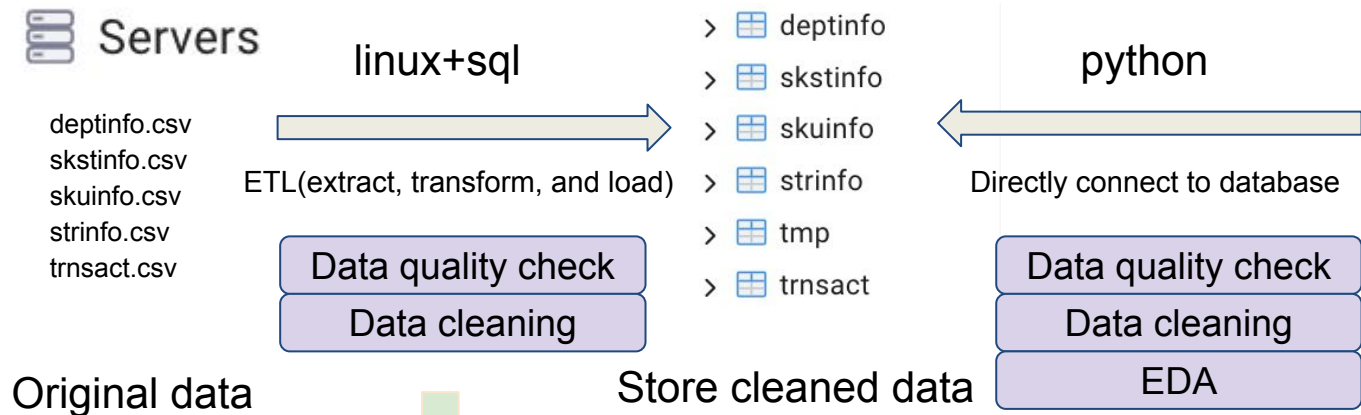 Servers
deptinfo.csv
skstinfo.csv
skuinfo.csv
strinfo.csv
trnsact.csv
Original data
linux+sql
ETL(extract, transform, and load)
Data quality check
Data cleaning
deptinfo
skstinfo
skuinfo
strinfo
tmp
trnsact
Store cleaned data
python
Directly connect to database
Data quality check
Data cleaning
EDA